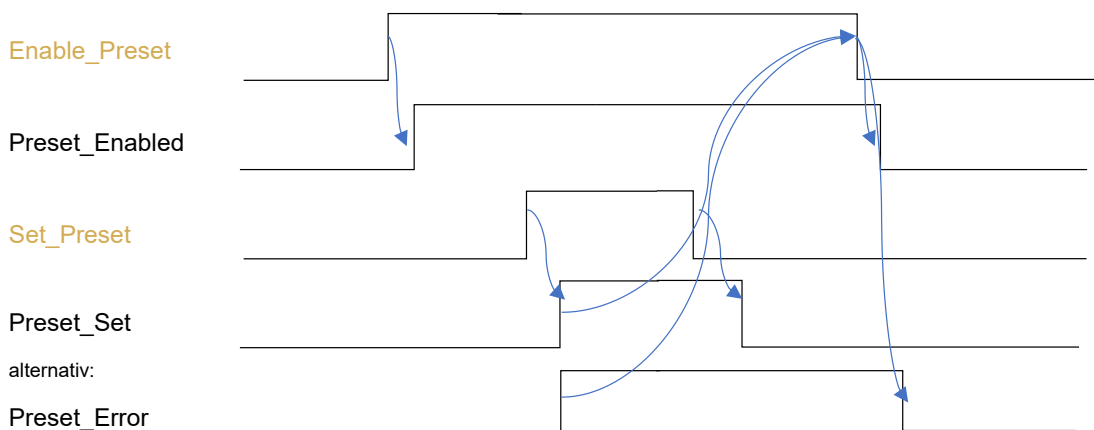 Enable_Preset
Preset_Enabled
Set_Preset
Preset_Set
alternativ:
Preset_Error